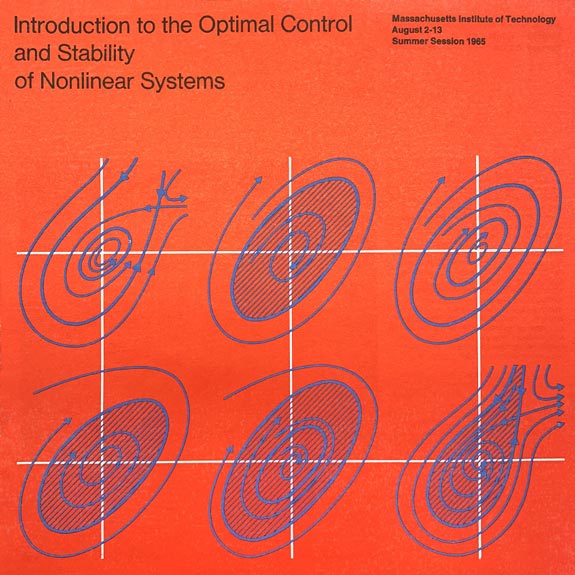 Introduction to the Optimal Control
and Stability
of Nonlinear Systems
Massachusetts Institute of Technology
August 2-13
Summer Session 1965